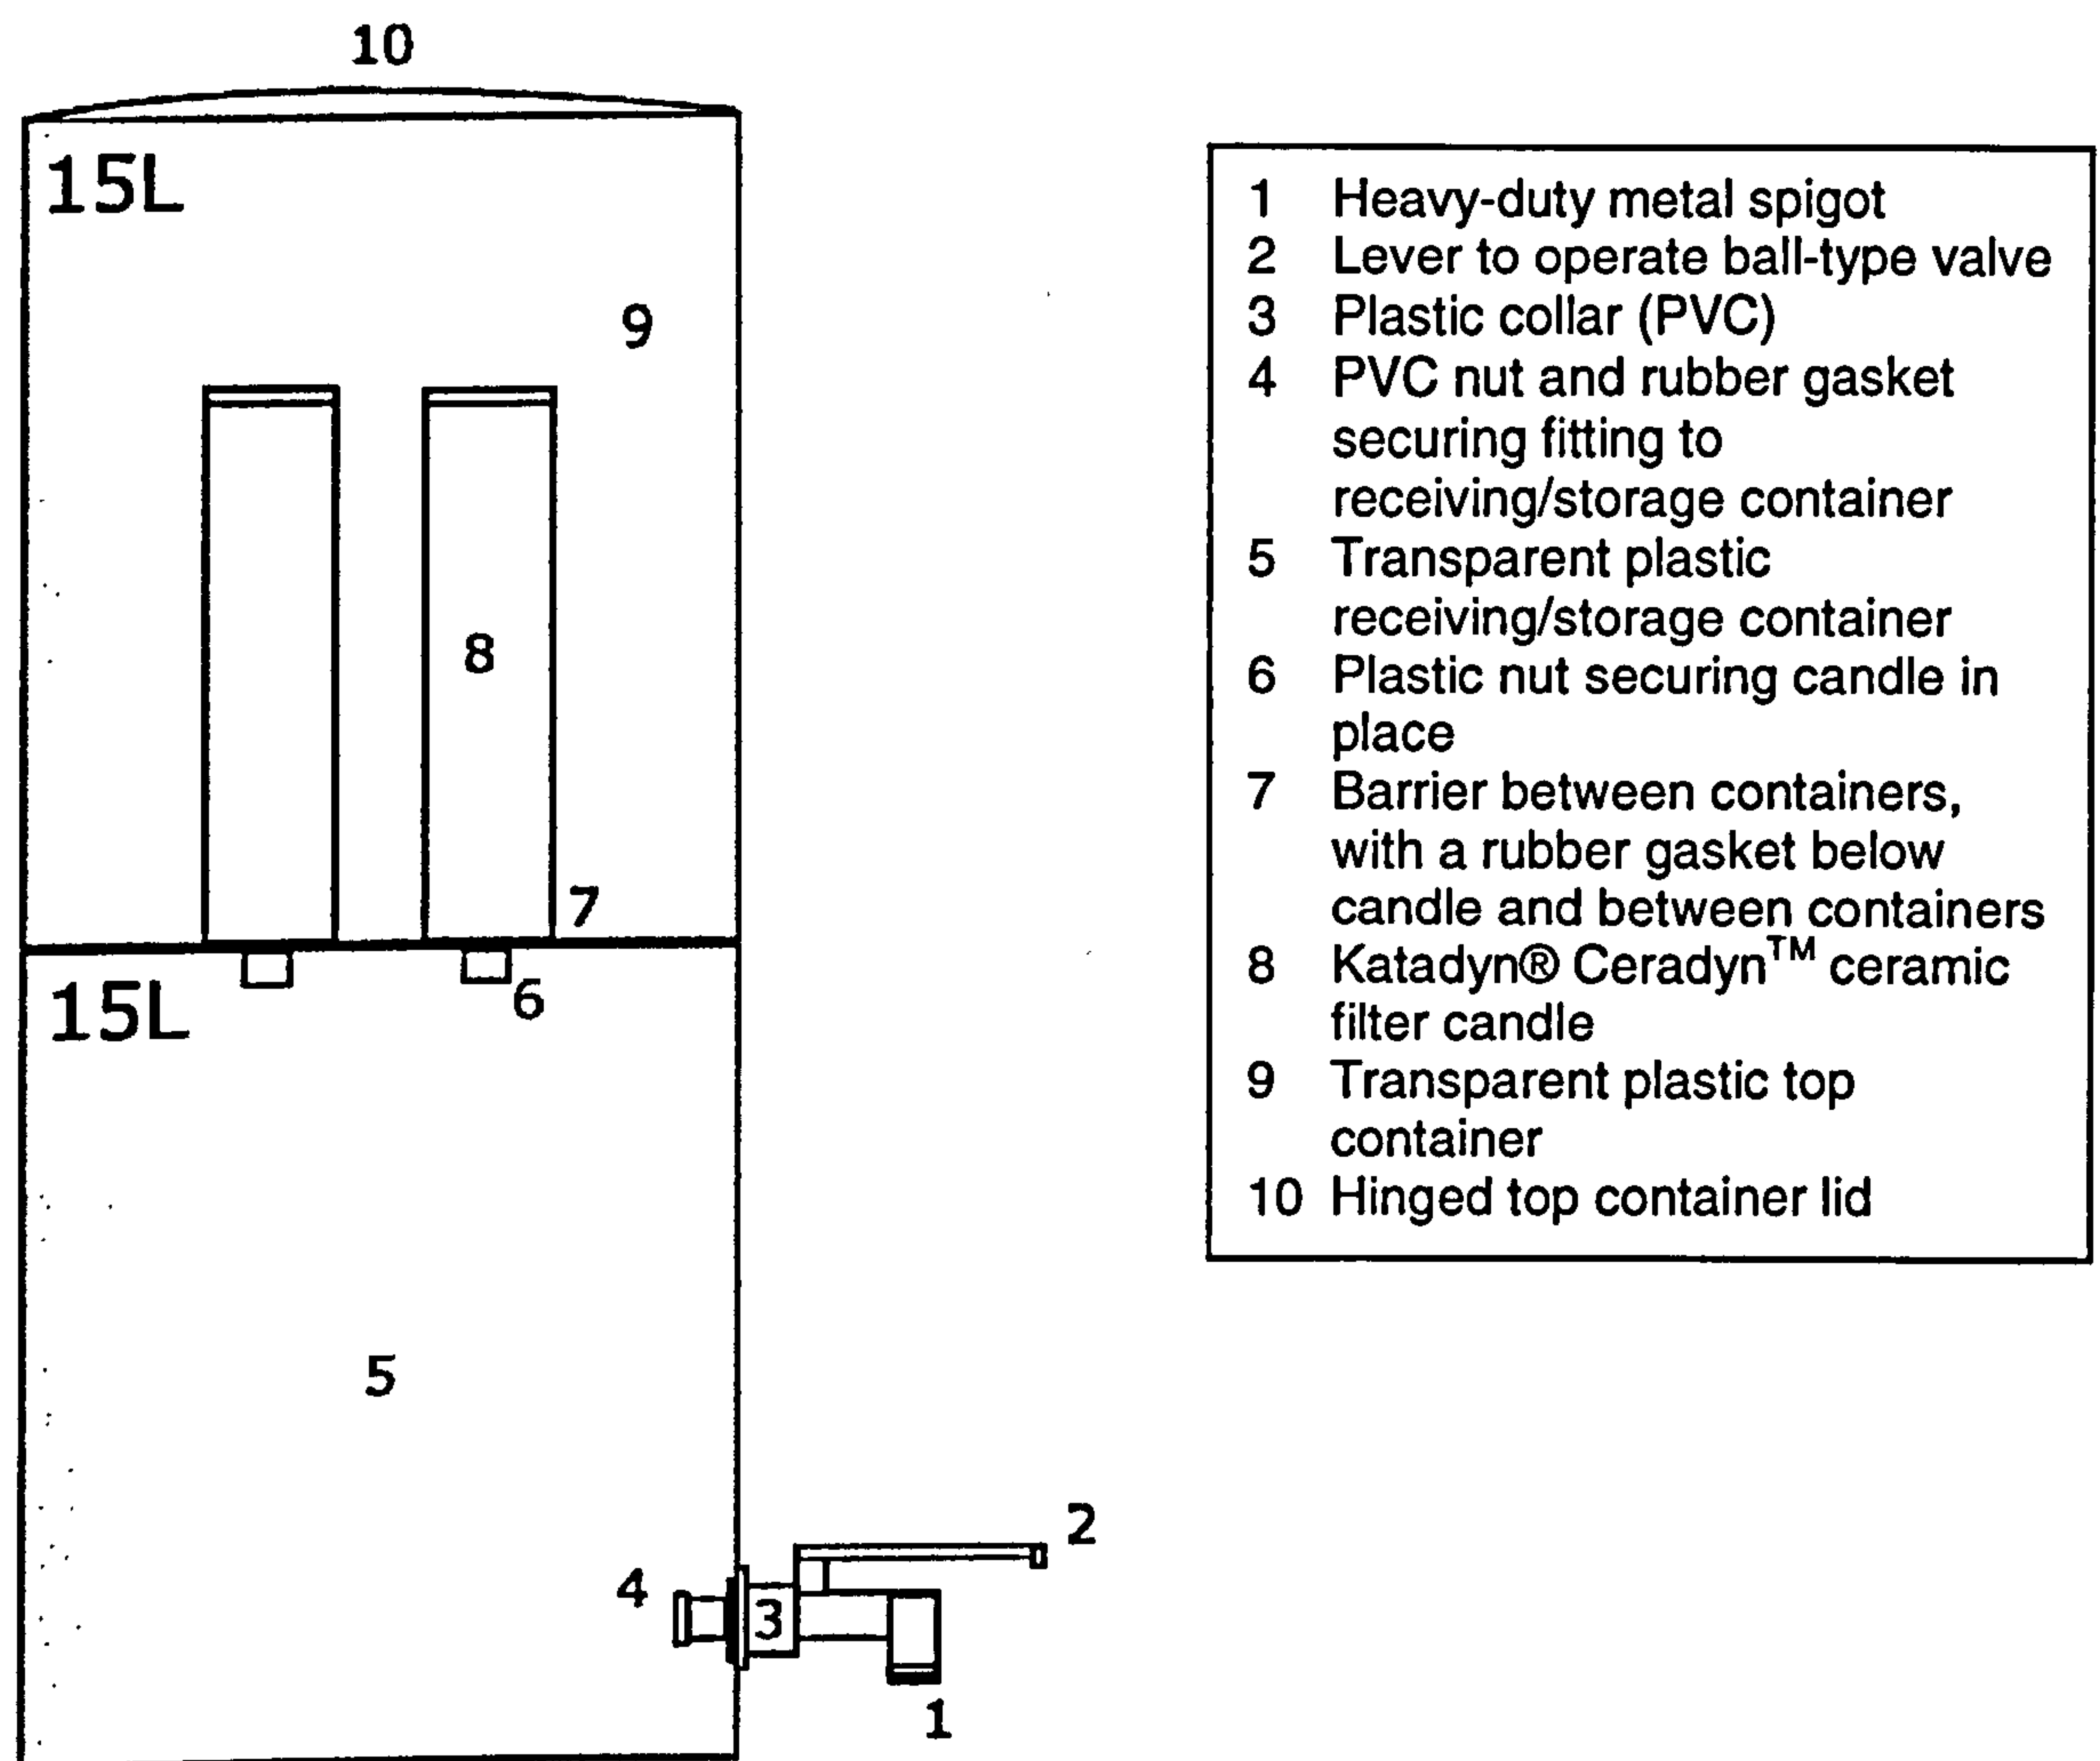 10
15L
9
8
7
15L
6
5
2
4
3
1
1 Heavy-duty metal spigot
2 Lever to operate ball-type valve
3 Plastic collar (PVC)
4 PVC nut and rubber gasket
securing fitting to
receiving/storage container
5 Transparent plastic
receiving/storage container
6 Plastic nut securing candle in
place
7 Barrier between containers,
with a rubber gasket below
candle and between containers
8 Katadyn® Ceradyn™ ceramic
filter candle
9 Transparent plastic top
container
10 Hinged top container lid